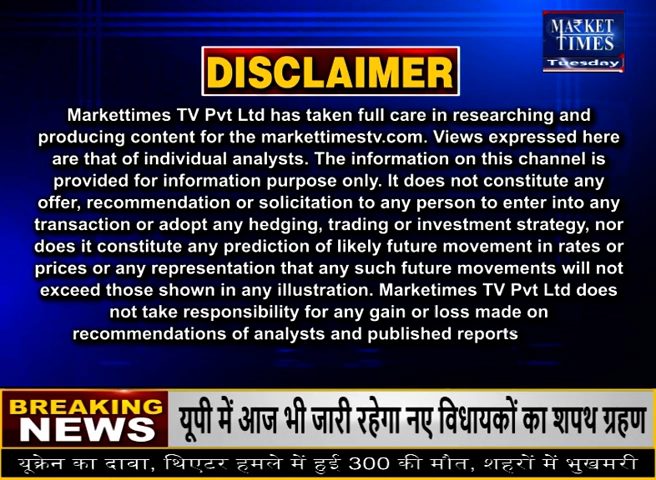 MARKET
TIMES
Tuesday
DISCLAIMER
Markettimes TV Pvt Ltd has taken full care in researching and
producing content for the markettimestv.com. Views expressed here
are that of individual analysts. The information on this channel is
provided for information purpose only. It does not constitute any
offer, recommendation or solicitation to any person to enter into any
transaction or adopt any hedging, trading or investment strategy, nor
does it constitute any prediction of likely future movement in rates or
prices or any representation that any such future movements will not
exceed those shown in any illustration. Marketimes TV Pvt Ltd does
not take responsibility for any gain or loss made on
recommendations of analysts and published reports
BREAKING
NEWS
यूपी में आज भी जारी रहेगा नए विधायकों का शपथ ग्रहण
यूक्रेन का दावा, थिएटर हमले में हुई 300 की मौत, शहरों में भुखमरी